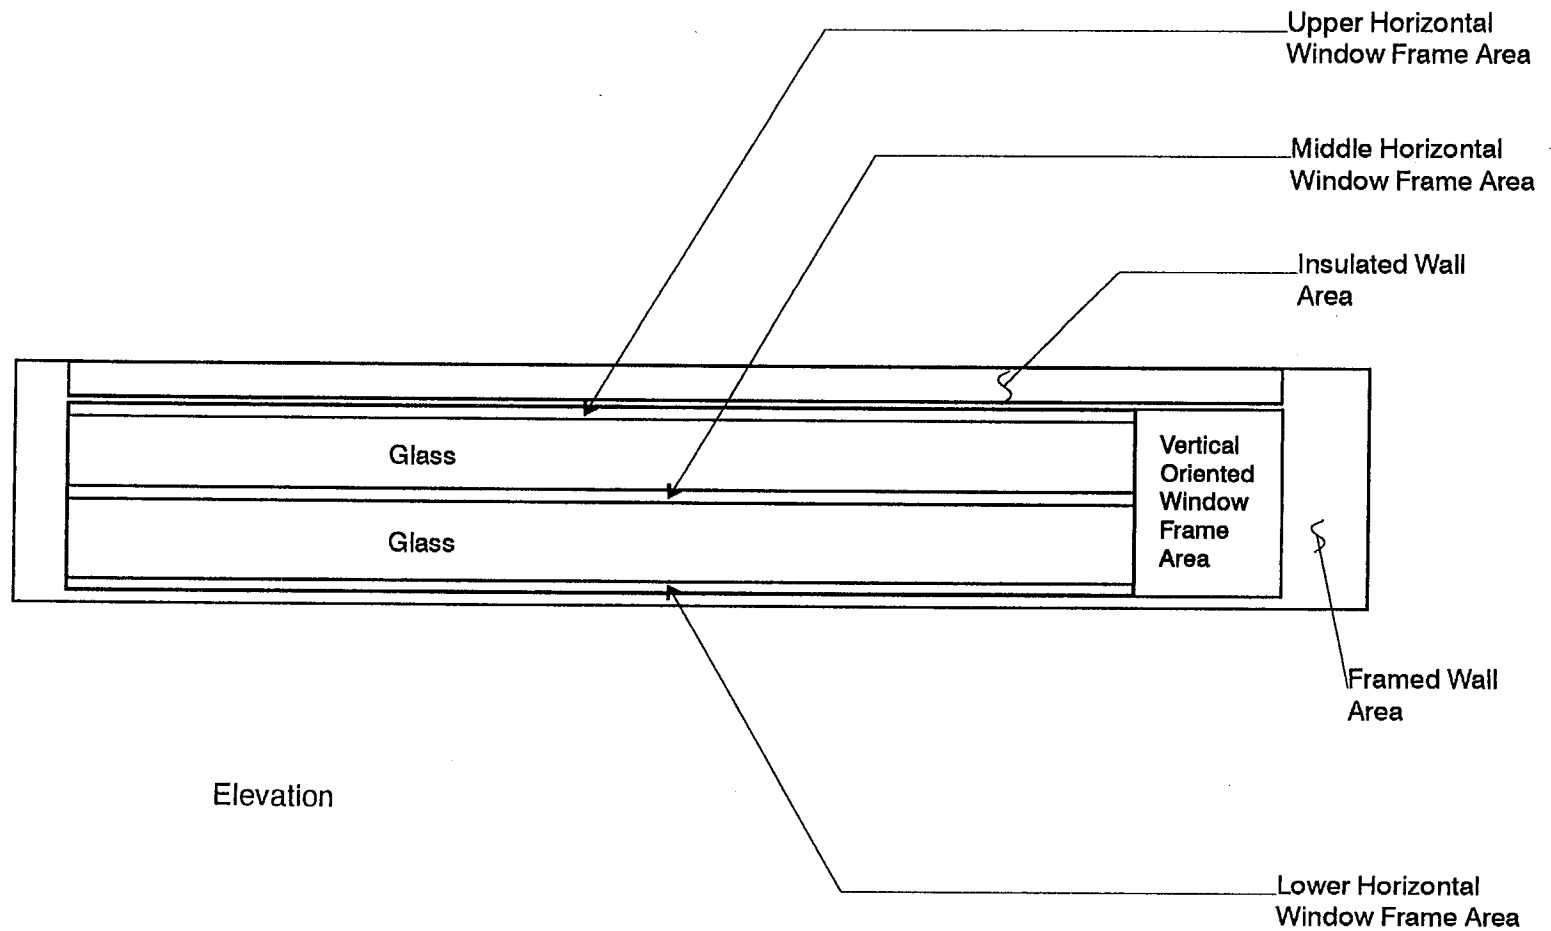 Upper Horizontal
Window Frame Area
Middle Horizontal
Window Frame Area
Insulated Wall
Area
Glass
Glass
Vertical
Oriented
Window
Frame
Area
Framed Wall
Area
Elevation
Lower Horizontal
Window Frame Area